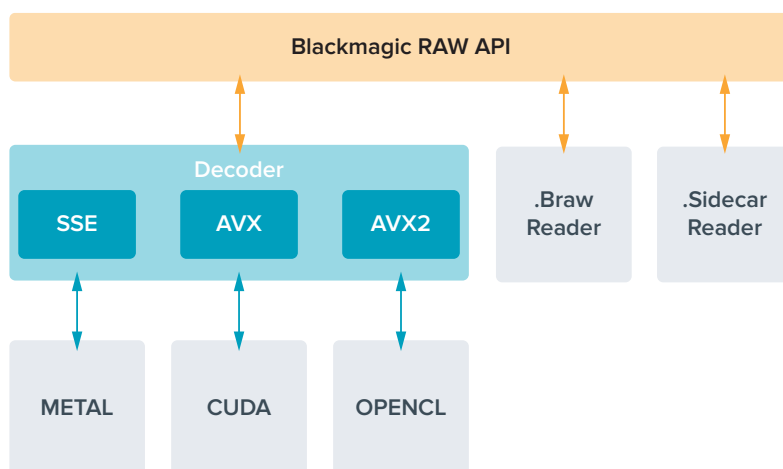 Blackmagic RAW API
Decoder
SSE
AVX
AVX2
.Braw
Reader
.Sidecar
Reader
METAL
CUDA
OPENCL